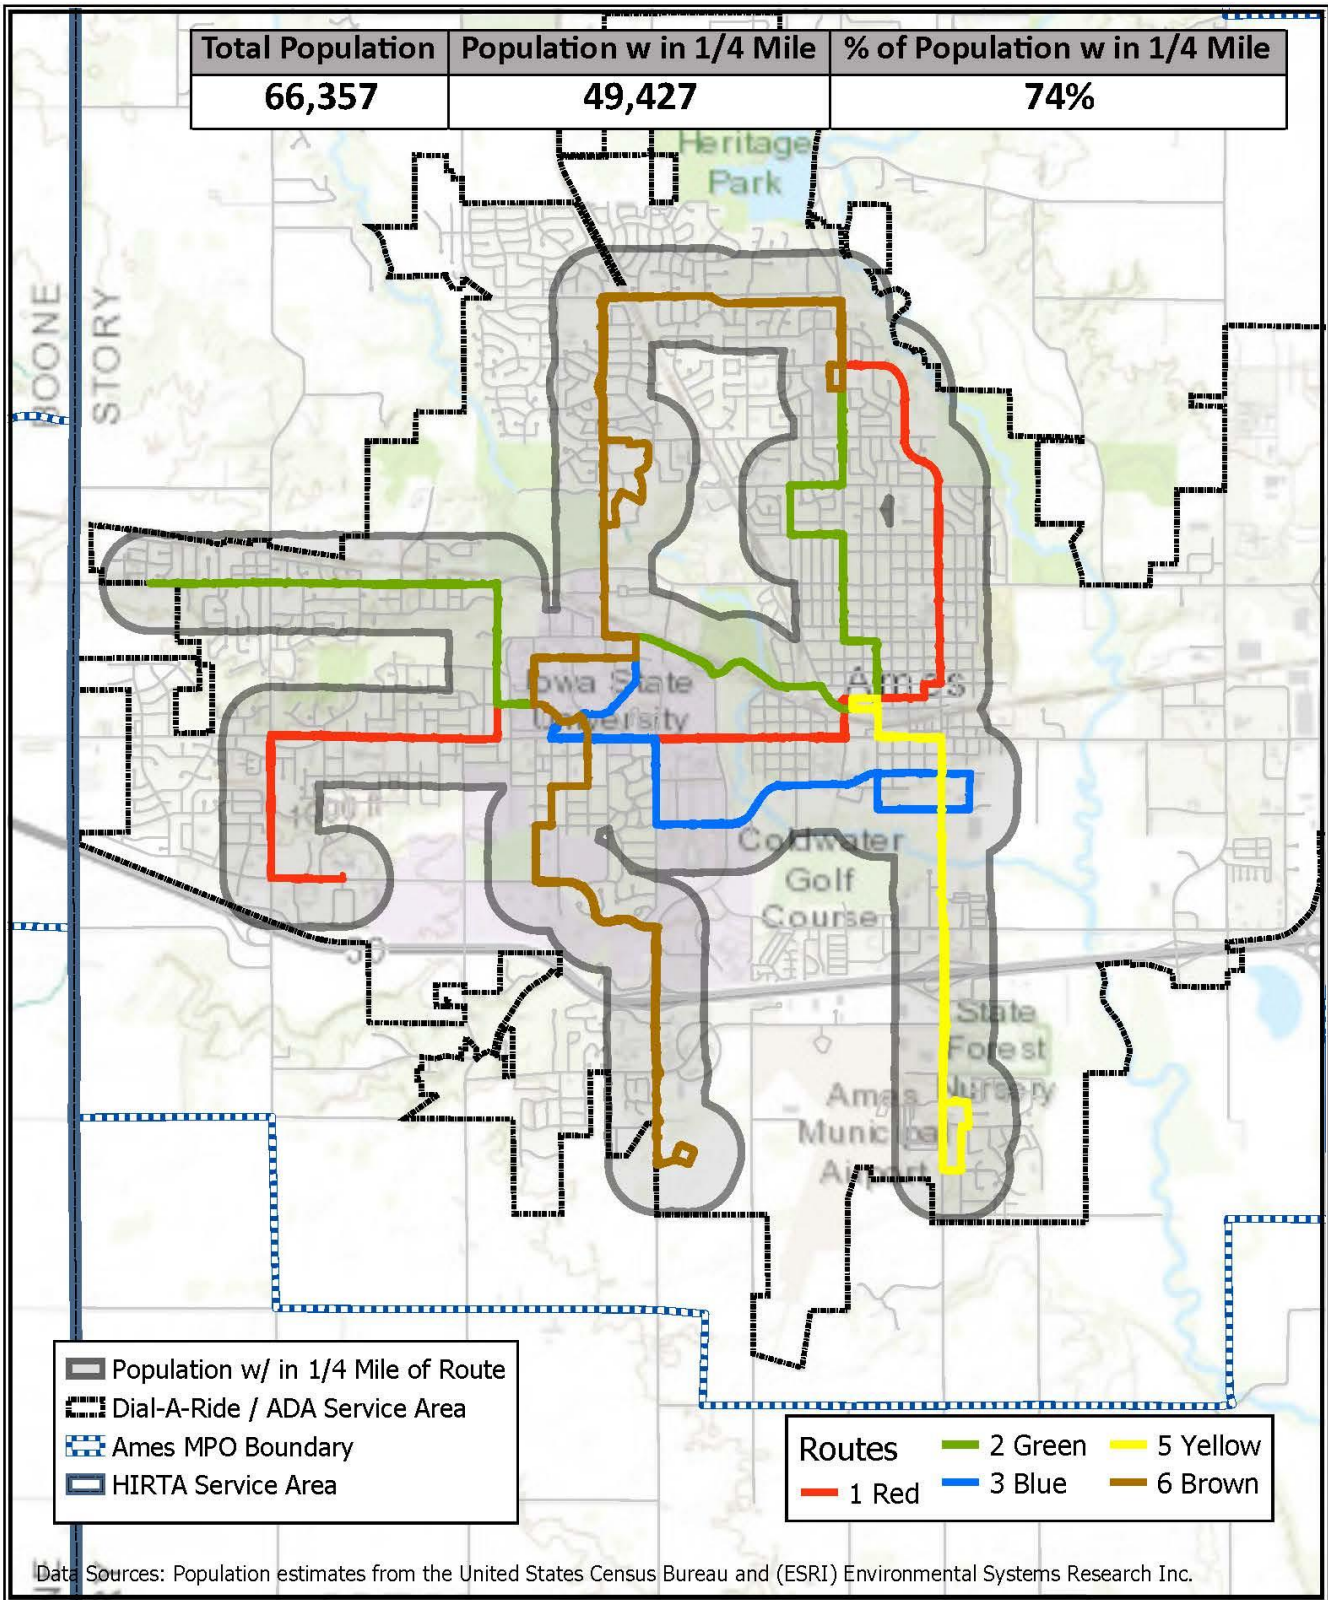 Total Population Population w in 1/4 Mile % of Population w in 1/4 Mile
66,357 49,427 74%
Heritage
Park
BOONE
STORY
Iowa State
University
Ames
Coldwater
Golf
Course
30
State
Forest
Nursery
Ames
Municipal
Airport
Population w/ in 1/4 Mile of Route
Dial-A-Ride / ADA Service Area
Ames MPO Boundary
HIRTA Service Area
Routes
1 Red
2 Green
3 Blue
5 Yellow
6 Brown
Data Sources: Population estimates from the United States Census Bureau and (ESRI) Environmental Systems Research Inc.